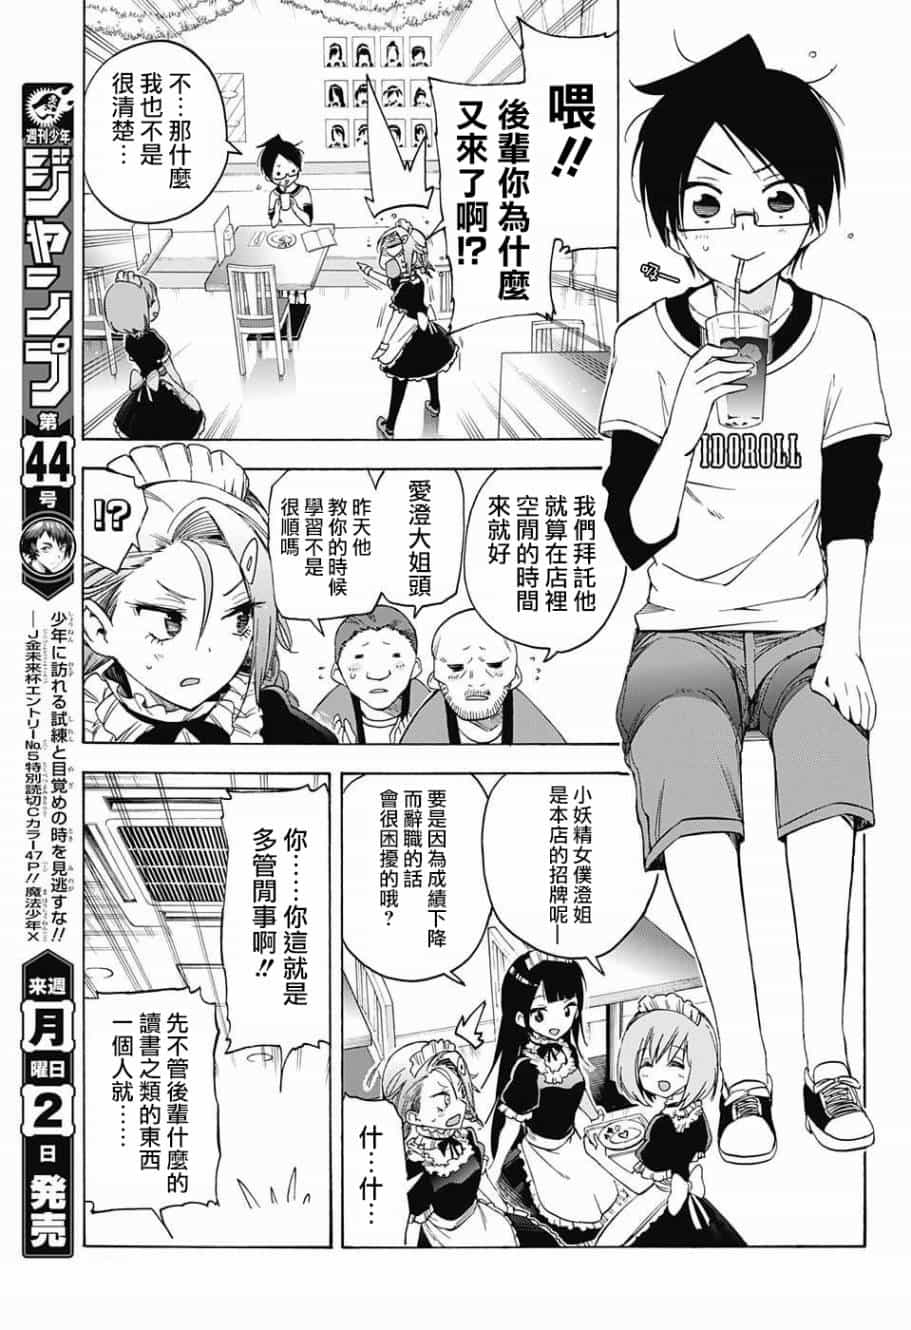 喂!!
後輩你為什麼
又來了啊!?
不…那什麼
我也不是
很清楚…
IDOROLL
我們拜託他
就算在店裡
空閒的時間
來就好
愛澄大姐頭
昨天他
教你的時候
學習不是
很順嗎
!?
小妖精女僕澄姐
是本店的招牌呢—
要是因為成績下降
而辭職的話
會很困擾的哦?
什…什…
你……你這就是
多管閒事啊!!
先不管後輩什麼的
讀書之類的東西
一個人就……
週刊少年
ジャンプ
第
44
号
少年に訪れる試練と目覚めの時を見逃すな!!
―J金未来杯エントリーNo.5特別読切Cカラー47P!! 魔法少年X
来週
月
曜日
2
日
発売